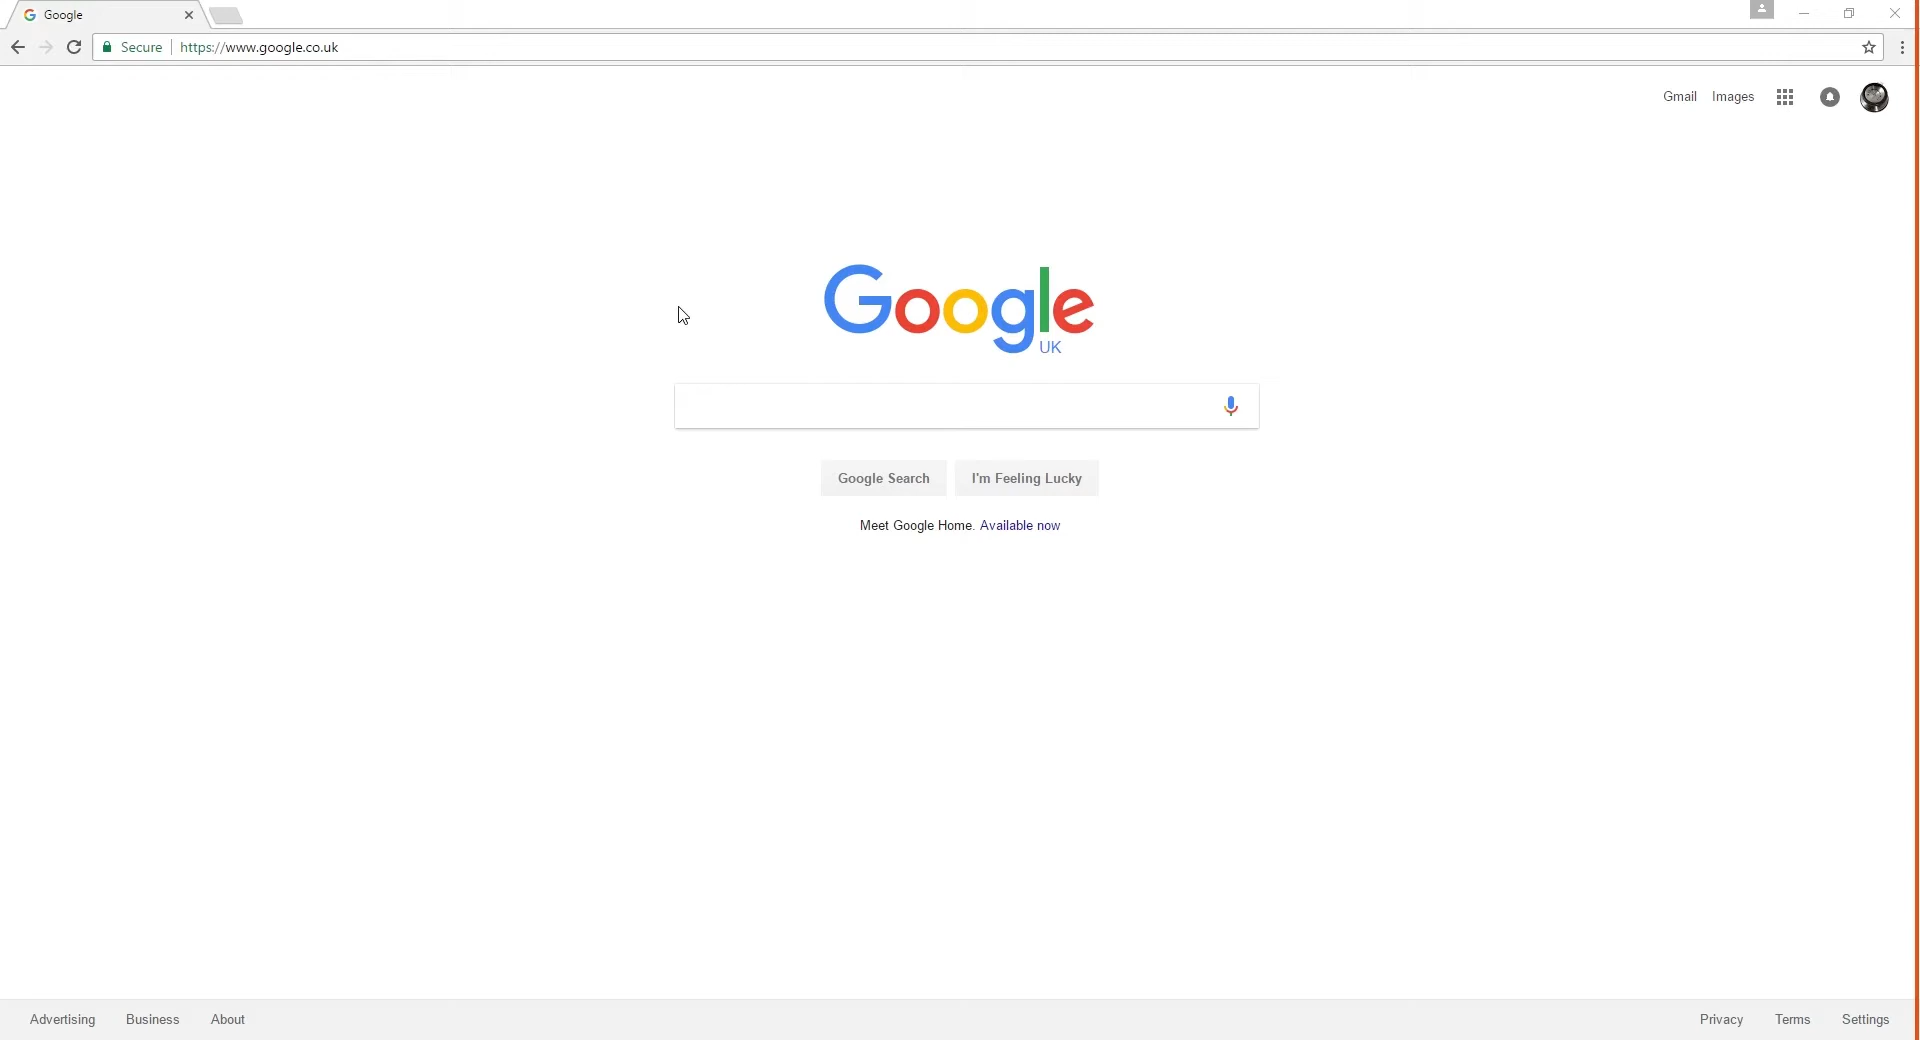 Google
Secure https://www.google.co.uk
Gmail Images
Google
UK
Google Search I'm Feeling Lucky
Meet Google Home. Available now
Advertising Business About Privacy Terms Settings